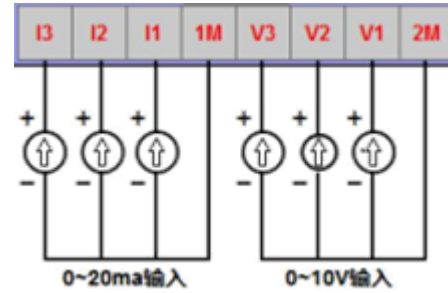 I3 I2 I1 1M V3 V2 V1 2M
+ + + + + +
− − − − − −
0~20ma输入 0~10V输入